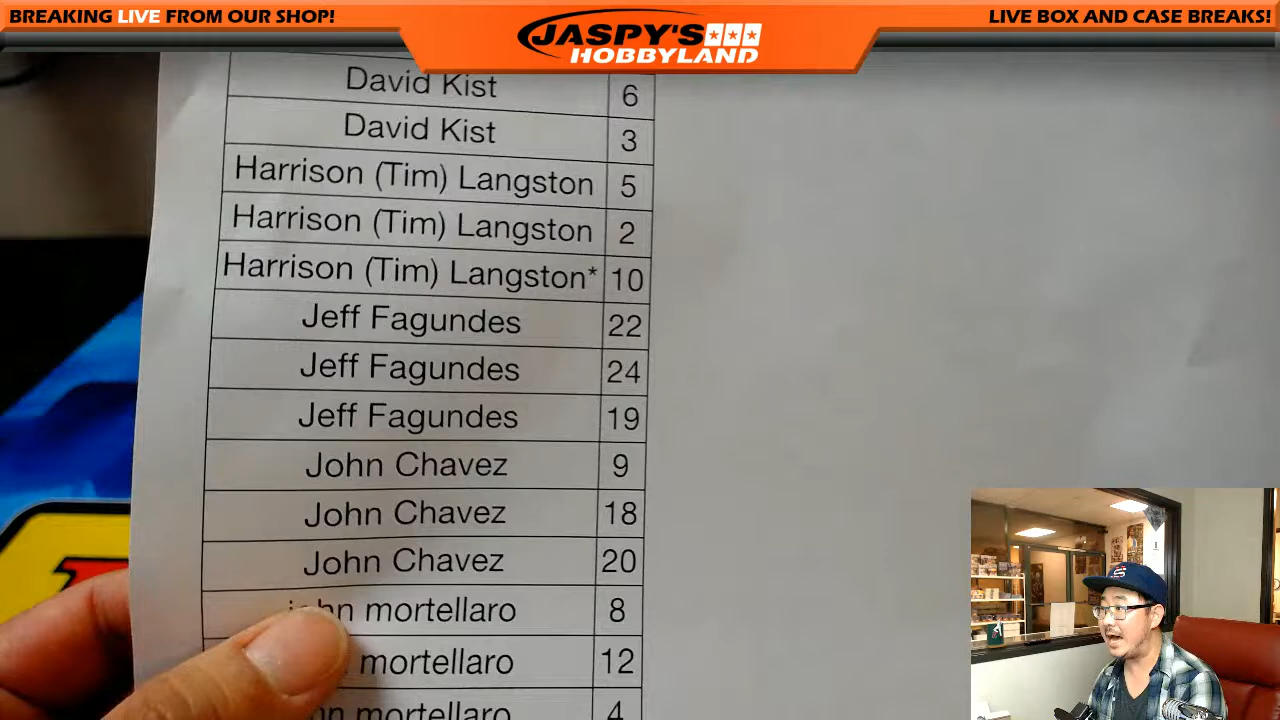 BREAKING LIVE FROM OUR SHOP!
JASPY'S
HOBBYLAND
LIVE BOX AND CASE BREAKS!
David Kist 6
David Kist 3
Harrison (Tim) Langston 5
Harrison (Tim) Langston 2
Harrison (Tim) Langston* 10
Jeff Fagundes 22
Jeff Fagundes 24
Jeff Fagundes 19
John Chavez 9
John Chavez 18
John Chavez 20
john mortellaro 8
mortellaro 12
mortellaro 4